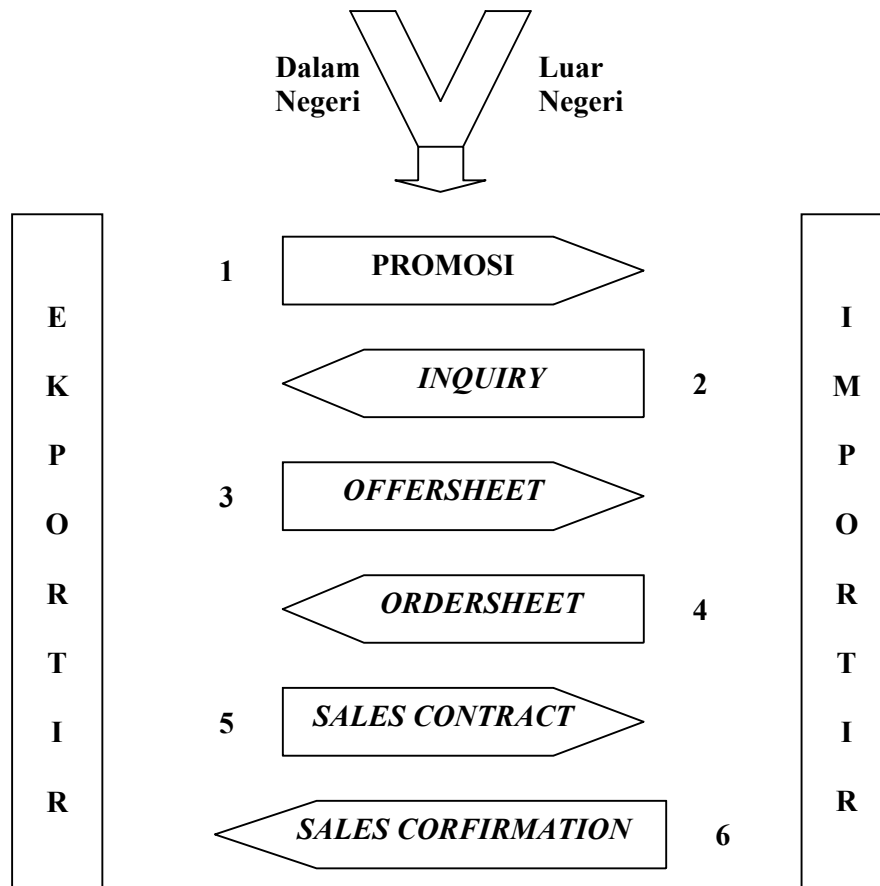 Dalam
Negeri
Luar
Negeri
1
PROMOSI
INQUIRY
2
3
OFFERSHEET
ORDERSHEET
4
5
SALES CONTRACT
SALES CORFIRMATION
6
E
K
P
O
R
T
I
R
I
M
P
O
R
T
I
R